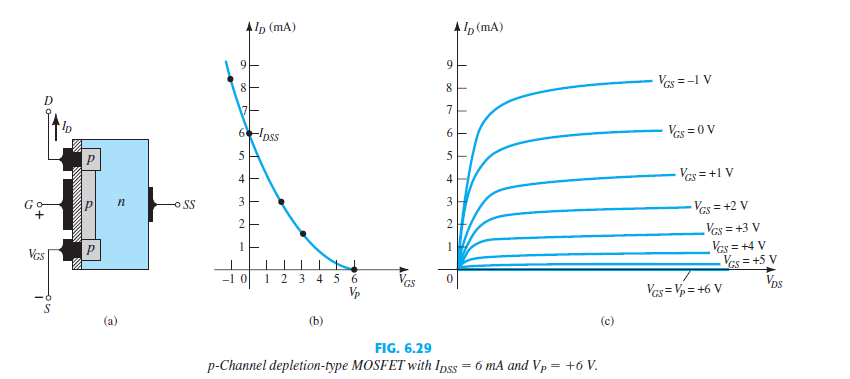 D
I_D
p
G
+
p
n
SS
V_GS
p
–
S
(a)
I_D (mA)
9
8
7
6
I_DSS
5
4
3
2
1
–1 0 1 2 3 4 5 6
V_P
V_GS
(b)
I_D (mA)
9
8
7
6
5
4
3
2
1
0
V_GS = –1 V
V_GS = 0 V
V_GS = +1 V
V_GS = +2 V
V_GS = +3 V
V_GS = +4 V
V_GS = +5 V
V_GS = V_P = +6 V
V_DS
(c)
FIG. 6.29
p-Channel depletion-type MOSFET with I_DSS = 6 mA and V_P = +6 V.